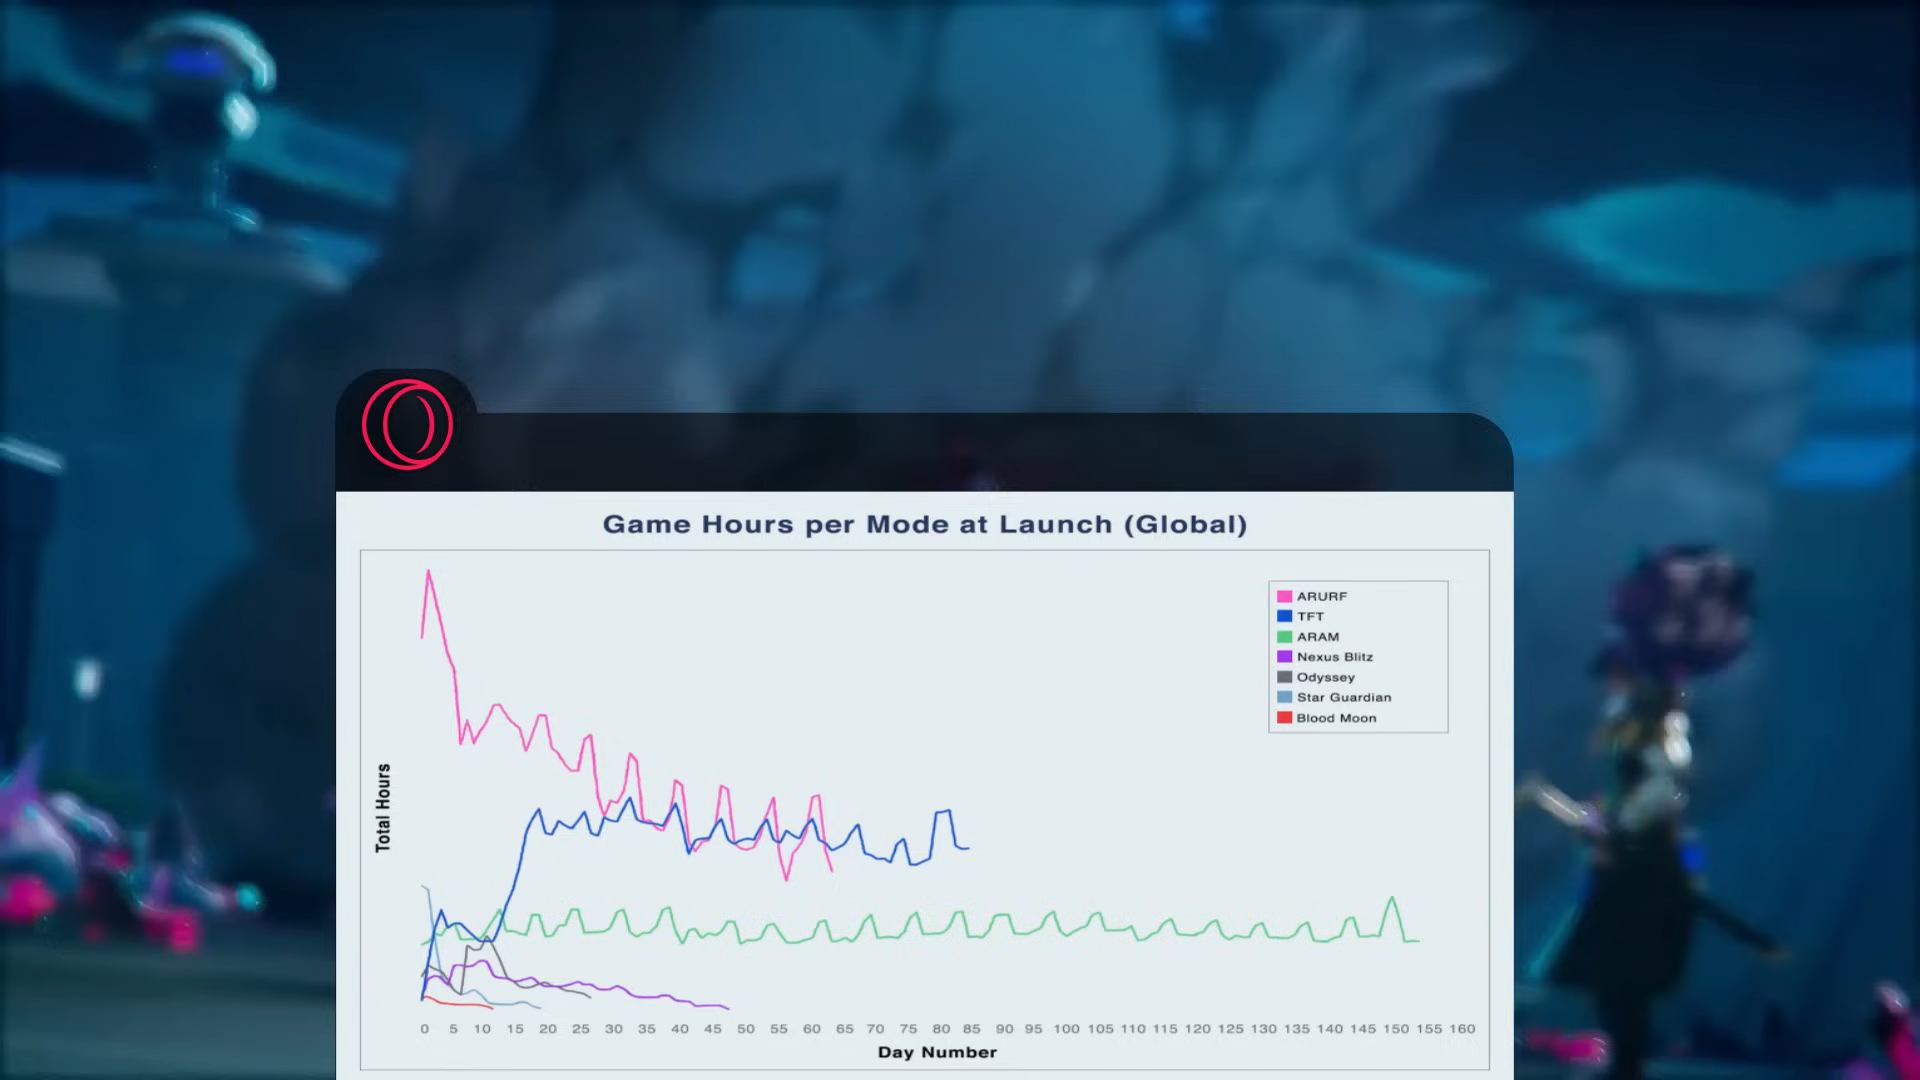 Game Hours per Mode at Launch (Global)
ARURF
TFT
ARAM
Nexus Blitz
Odyssey
Star Guardian
Blood Moon
Total Hours
0 5 10 15 20 25 30 35 40 45 50 55 60 65 70 75 80 85 90 95 100 105 110 115 120 125 130 135 140 145 150 155 160
Day Number